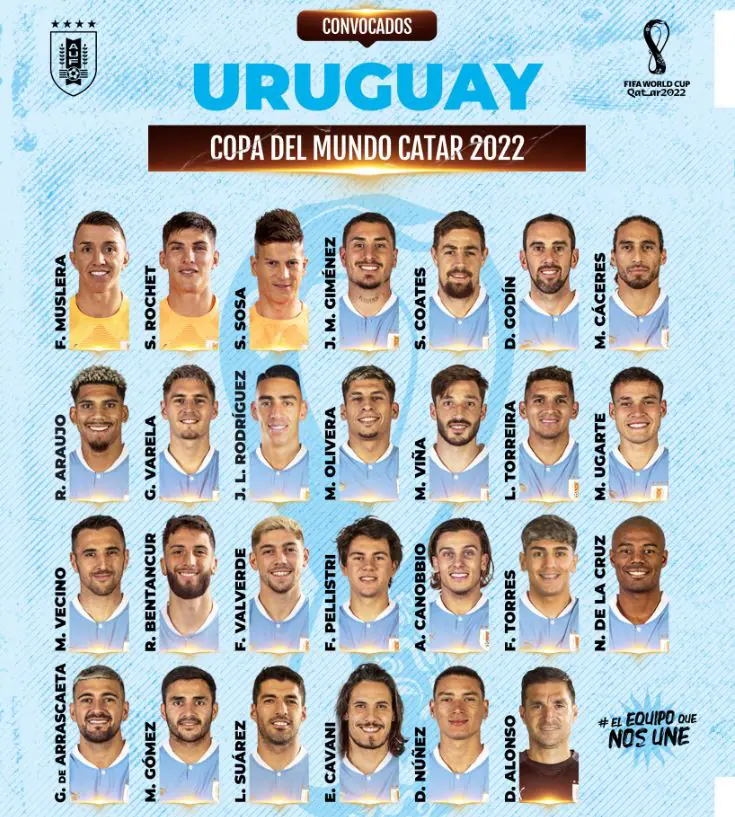 CONVOCADOS
AUF
URUGUAY
FIFA WORLD CUP
Qatar2022
COPA DEL MUNDO CATAR 2022
F. MUSLERA
S. ROCHET
S. SOSA
J. M. GIMÉNEZ
S. COATES
D. GODÍN
M. CÁCERES
R. ARAUJO
G. VARELA
J. L. RODRÍGUEZ
M. OLIVERA
M. VIÑA
L. TORREIRA
M. UGARTE
M. VECINO
R. BENTANCUR
F. VALVERDE
F. PELLISTRI
A. CANOBBIO
F. TORRES
N. DE LA CRUZ
G. DE ARRASCAETA
M. GÓMEZ
L. SUÁREZ
E. CAVANI
D. NÚÑEZ
D. ALONSO
# EL EQUIPO QUE
NOS UNE